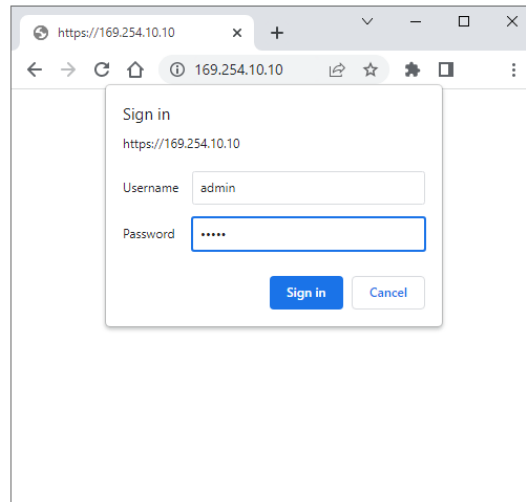 https://169.254.10.10
169.254.10.10
Sign in
https://169.254.10.10
Username admin
Password •••••
Sign in Cancel